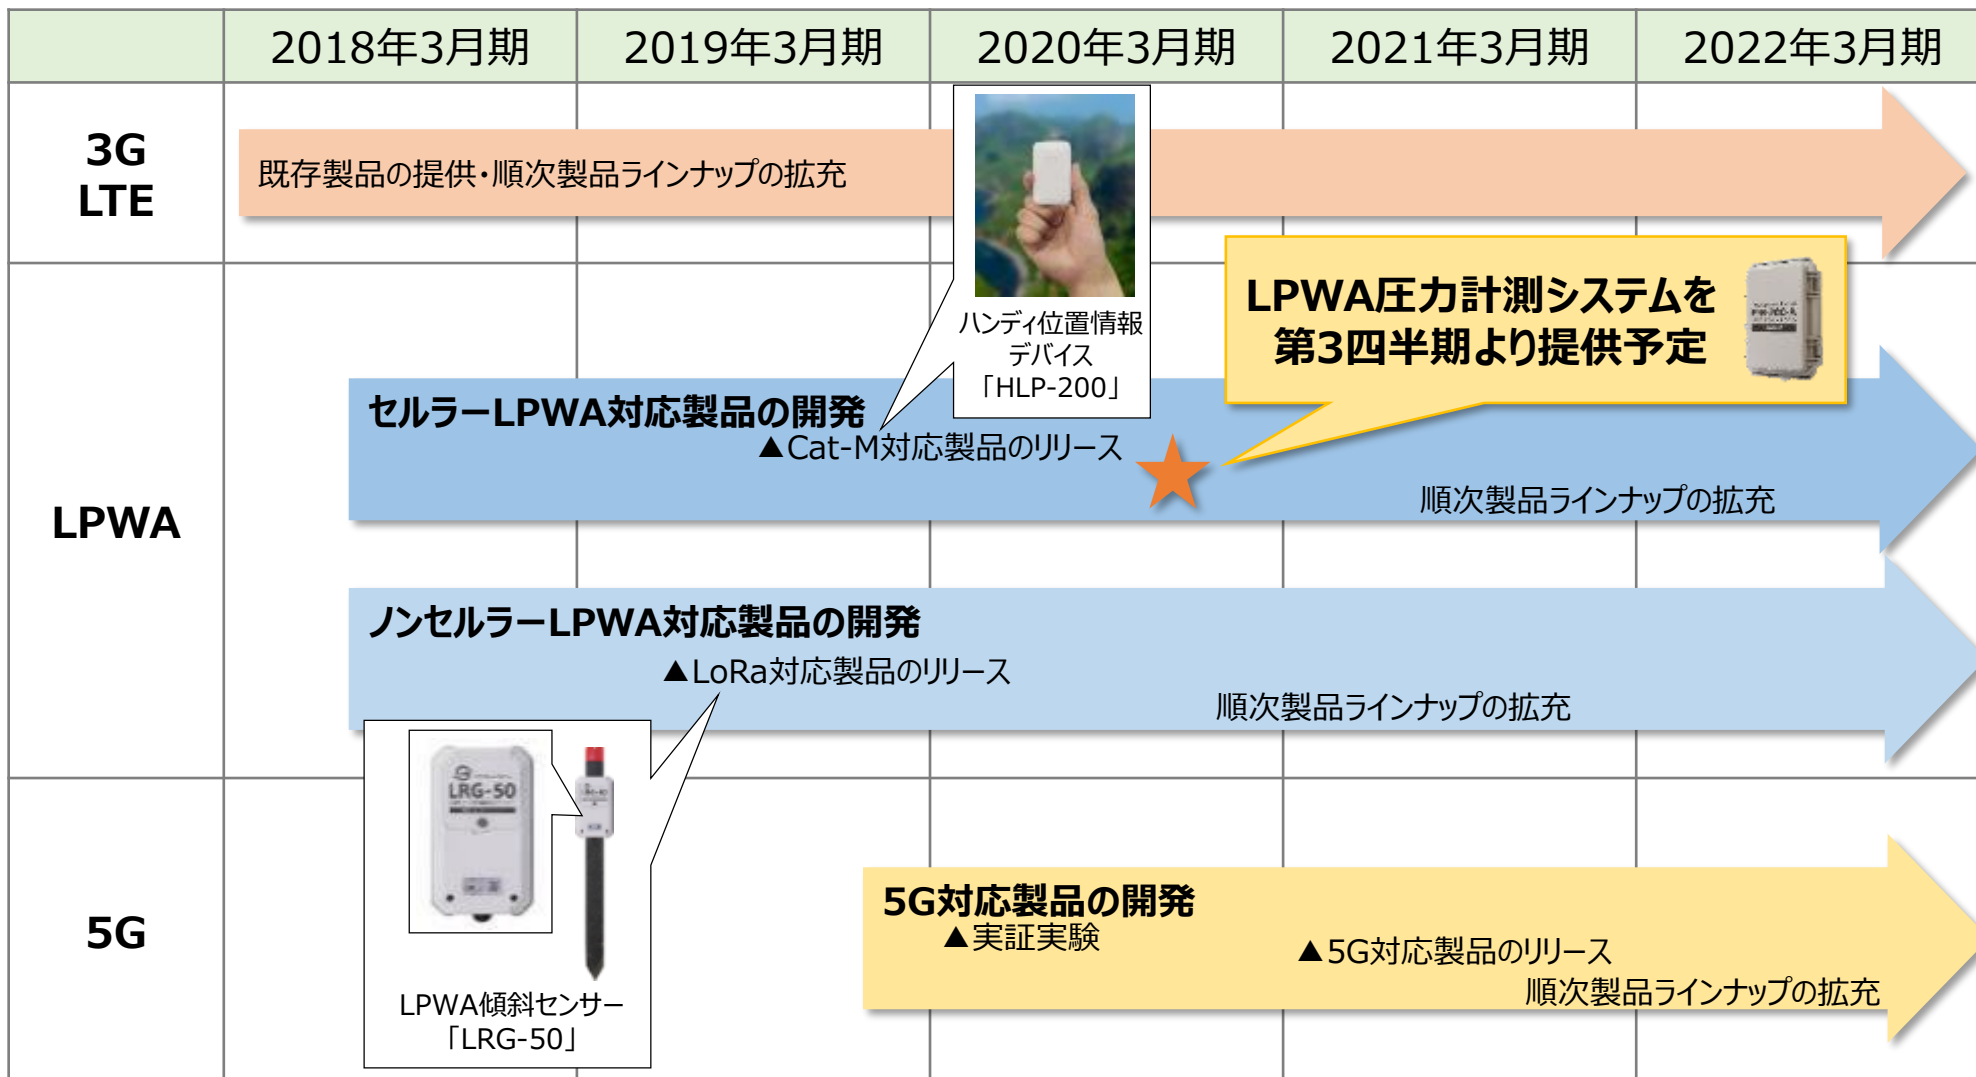 2018年3月期
2019年3月期
2020年3月期
2021年3月期
2022年3月期
3G
LTE
既存製品の提供・順次製品ラインナップの拡充
ハンディ位置情報
デバイス
「HLP-200」
LPWA圧力計測システムを
第3四半期より提供予定
LPWA
セルラーLPWA対応製品の開発
▲Cat-M対応製品のリリース
順次製品ラインナップの拡充
ノンセルラーLPWA対応製品の開発
▲LoRa対応製品のリリース
順次製品ラインナップの拡充
LRG-50
LPWA傾斜センサー
「LRG-50」
5G
5G対応製品の開発
▲実証実験
▲5G対応製品のリリース
順次製品ラインナップの拡充